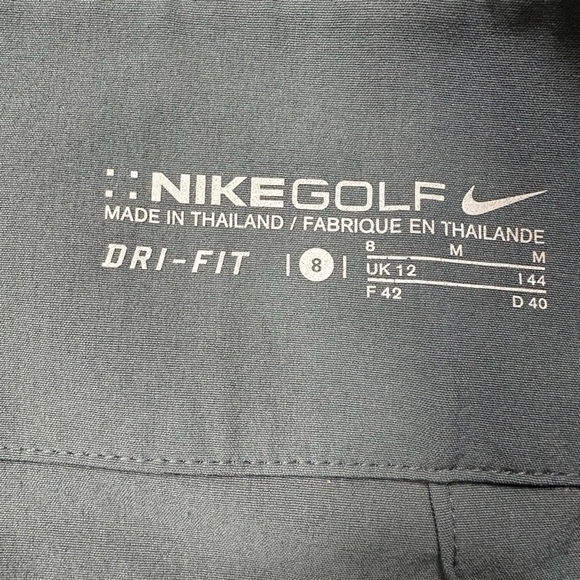 NIKEGOLF
MADE IN THAILAND / FABRIQUE EN THAILANDE
DRI-FIT | 8 |
8 M M
UK 12 I 44
F 42 D 40